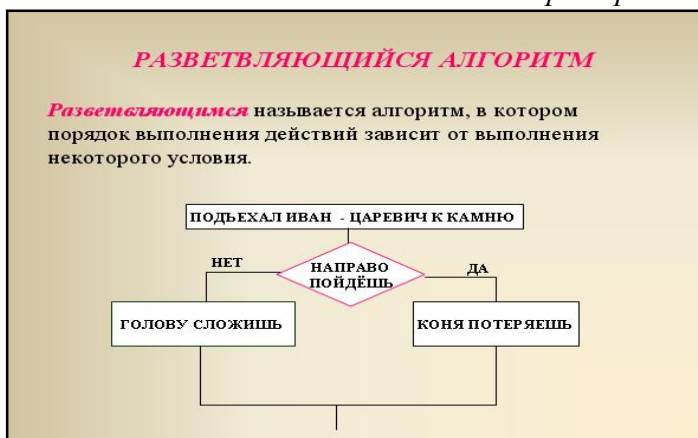 РАЗВЕТВЛЯЮЩИЙСЯ АЛГОРИТМ
Разветвляющимся называется алгоритм, в котором
порядок выполнения действий зависит от выполнения
некоторого условия.
ПОДЪЕХАЛ ИВАН - ЦАРЕВИЧ К КАМНЮ
НЕТ
НАПРАВО
ПОЙДЁШЬ
ДА
ГОЛОВУ СЛОЖИШЬ
КОНЯ ПОТЕРЯЕШЬ